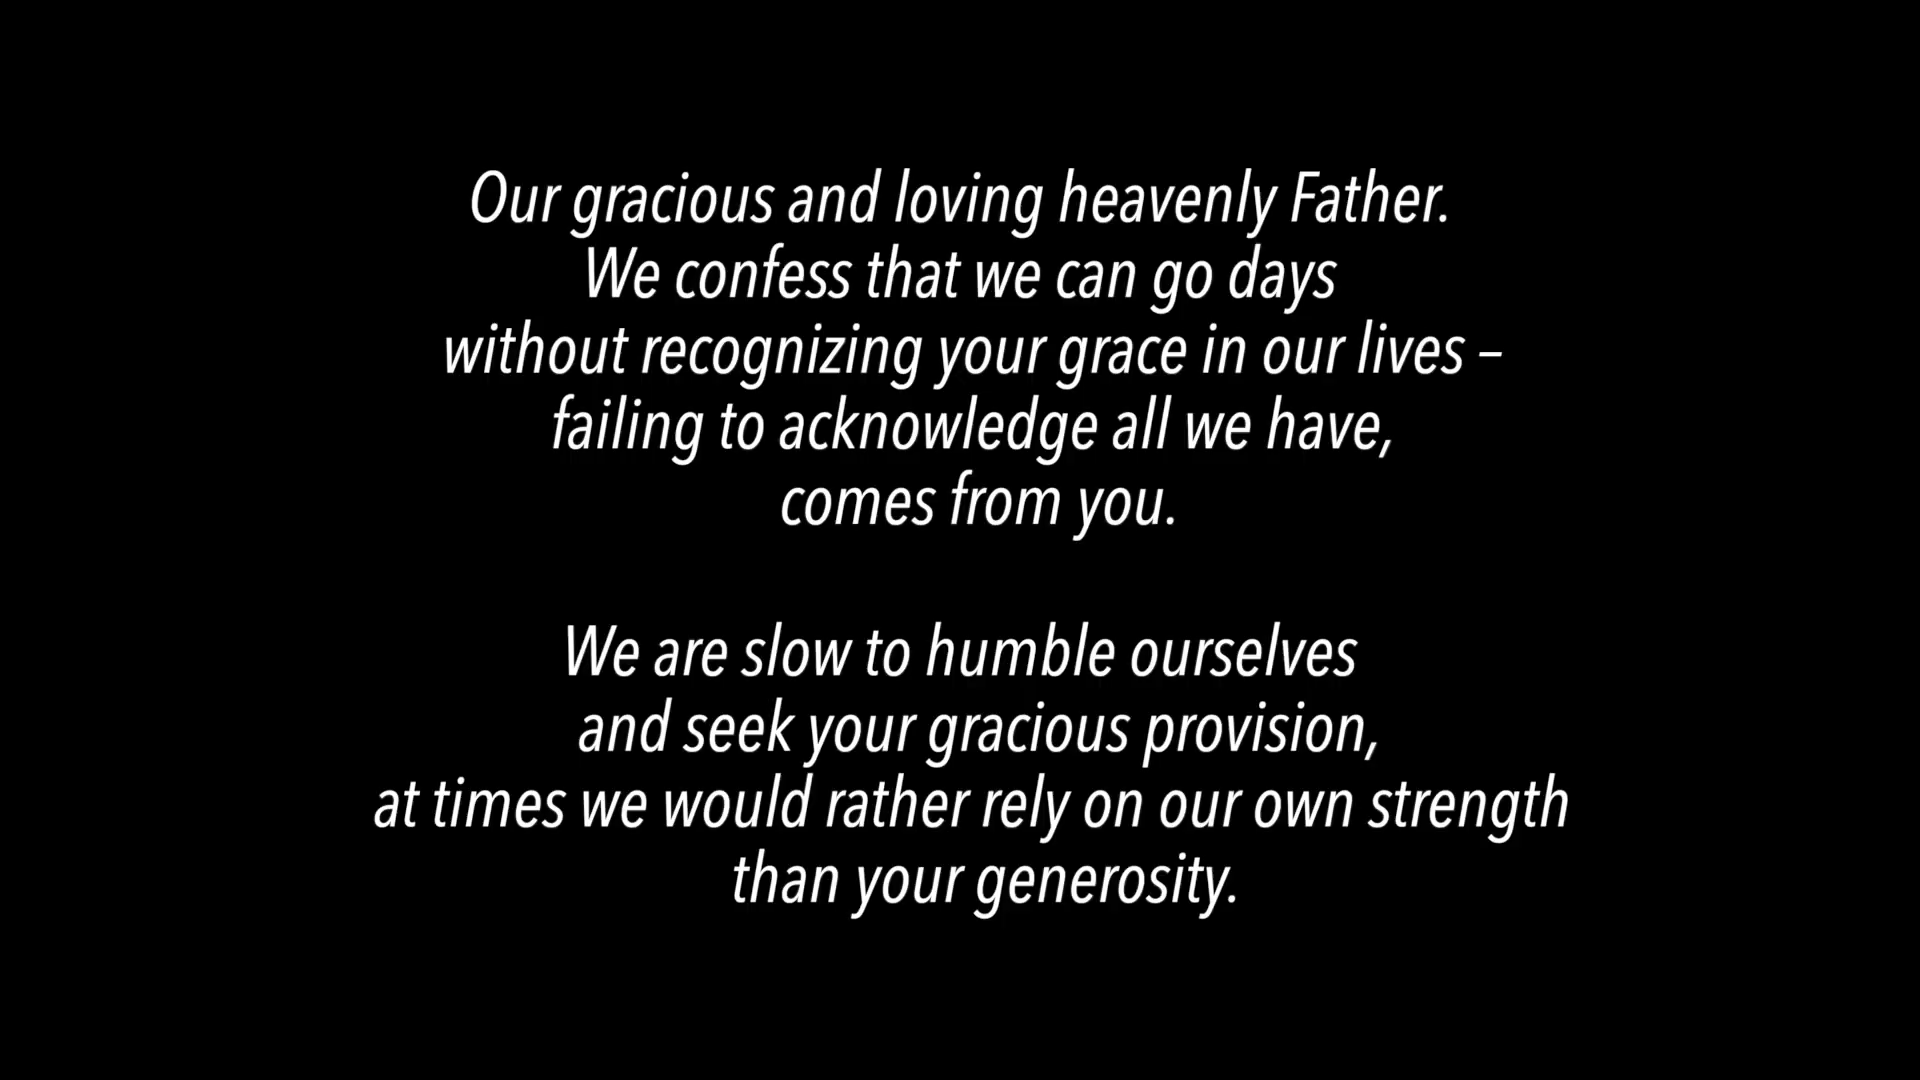 Our gracious and loving heavenly Father.
We confess that we can go days
without recognizing your grace in our lives –
failing to acknowledge all we have,
comes from you.
We are slow to humble ourselves
and seek your gracious provision,
at times we would rather rely on our own strength
than your generosity.